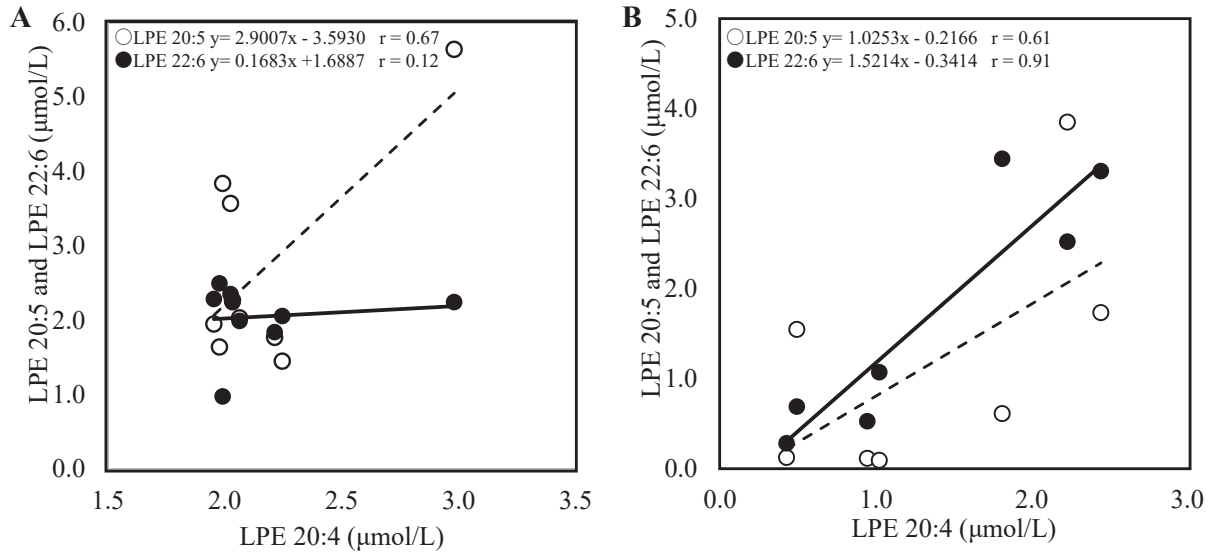 A
LPE 20:5 and LPE 22:6 (μmol/L)
6.0
5.0
4.0
3.0
2.0
1.0
0.0
LPE 20:5 y= 2.9007x - 3.5930 r = 0.67
LPE 22:6 y= 0.1683x +1.6887 r = 0.12
1.5 2.0 2.5 3.0 3.5
LPE 20:4 (μmol/L)
B
LPE 20:5 and LPE 22:6 (μmol/L)
5.0
4.0
3.0
2.0
1.0
0.0
LPE 20:5 y= 1.0253x - 0.2166 r = 0.61
LPE 22:6 y= 1.5214x - 0.3414 r = 0.91
0.0 1.0 2.0 3.0
LPE 20:4 (μmol/L)